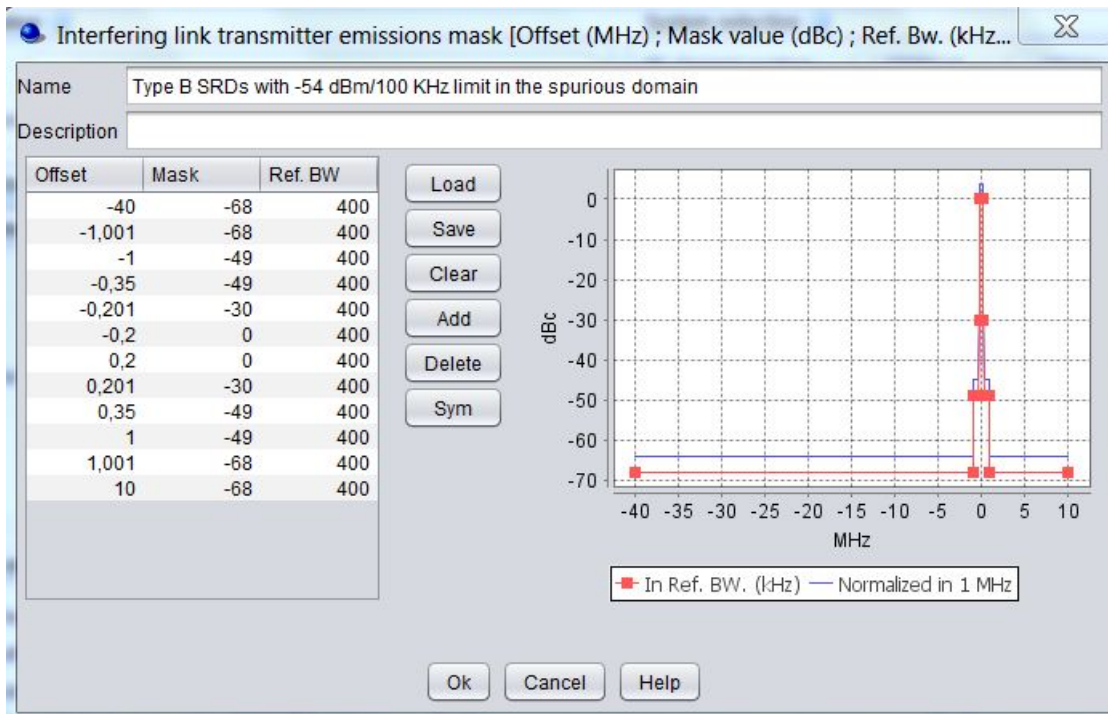 Interfering link transmitter emissions mask [Offset (MHz) ; Mask value (dBc) ; Ref. Bw. (kHz...
Name Type B SRDs with -54 dBm/100 KHz limit in the spurious domain
Description
Offset Mask Ref. BW
-40 -68 400
-1,001 -68 400
-1 -49 400
-0,35 -49 400
-0,201 -30 400
-0,2 0 400
0,2 0 400
0,201 -30 400
0,35 -49 400
1 -49 400
1,001 -68 400
10 -68 400
Load
Save
Clear
Add
Delete
Sym
dBc
0
-10
-20
-30
-40
-50
-60
-70
-40 -35 -30 -25 -20 -15 -10 -5 0 5 10
MHz
In Ref. BW. (kHz) Normalized in 1 MHz
Ok Cancel Help